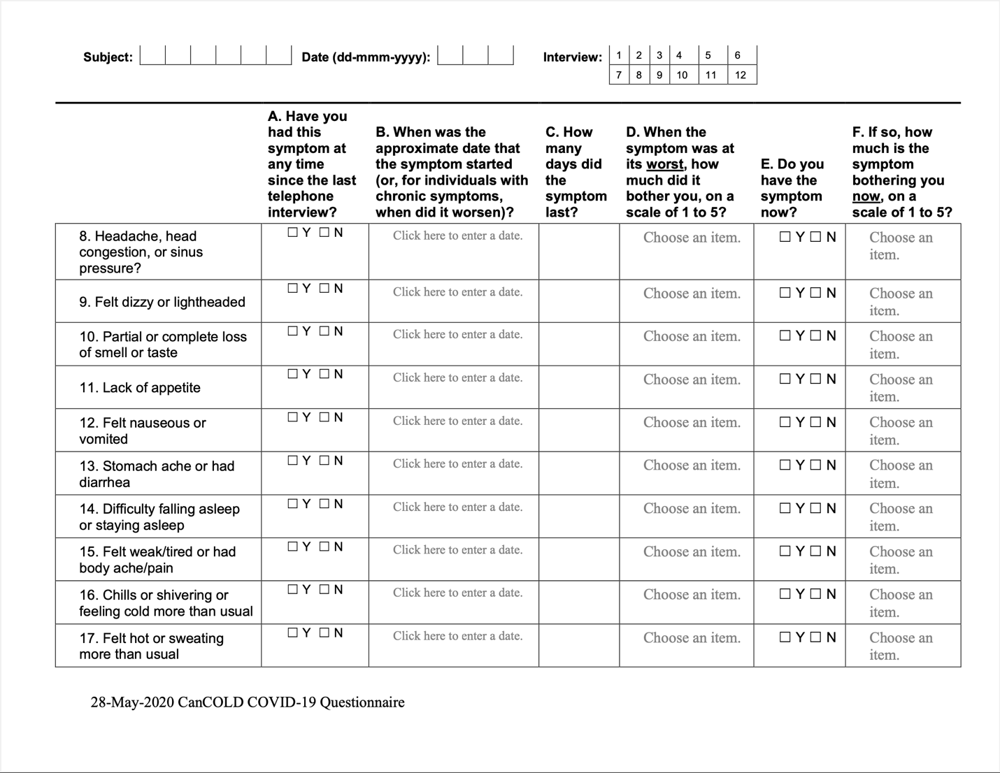 Subject: Date (dd-mmm-yyyy): Interview: 1 2 3 4 5 6
7 8 9 10 11 12
A. Have you
had this
symptom at
any time
since the last
telephone
interview?
B. When was the
approximate date that
the symptom started
(or, for individuals with
chronic symptoms,
when did it worsen)?
C. How
many
days did
the
symptom
last?
D. When the
symptom was at
its worst, how
much did it
bother you, on a
scale of 1 to 5?
E. Do you
have the
symptom
now?
F. If so, how
much is the
symptom
bothering you
now, on a
scale of 1 to 5?
8. Headache, head
congestion, or sinus
pressure?
☐ Y ☐ N
Click here to enter a date.
Choose an item.
☐ Y ☐ N
Choose an
item.
9. Felt dizzy or lightheaded
☐ Y ☐ N
Click here to enter a date.
Choose an item.
☐ Y ☐ N
Choose an
item.
10. Partial or complete loss
of smell or taste
☐ Y ☐ N
Click here to enter a date.
Choose an item.
☐ Y ☐ N
Choose an
item.
11. Lack of appetite
☐ Y ☐ N
Click here to enter a date.
Choose an item.
☐ Y ☐ N
Choose an
item.
12. Felt nauseous or
vomited
☐ Y ☐ N
Click here to enter a date.
Choose an item.
☐ Y ☐ N
Choose an
item.
13. Stomach ache or had
diarrhea
☐ Y ☐ N
Click here to enter a date.
Choose an item.
☐ Y ☐ N
Choose an
item.
14. Difficulty falling asleep
or staying asleep
☐ Y ☐ N
Click here to enter a date.
Choose an item.
☐ Y ☐ N
Choose an
item.
15. Felt weak/tired or had
body ache/pain
☐ Y ☐ N
Click here to enter a date.
Choose an item.
☐ Y ☐ N
Choose an
item.
16. Chills or shivering or
feeling cold more than usual
☐ Y ☐ N
Click here to enter a date.
Choose an item.
☐ Y ☐ N
Choose an
item.
17. Felt hot or sweating
more than usual
☐ Y ☐ N
Click here to enter a date.
Choose an item.
☐ Y ☐ N
Choose an
item.
28-May-2020 CanCOLD COVID-19 Questionnaire